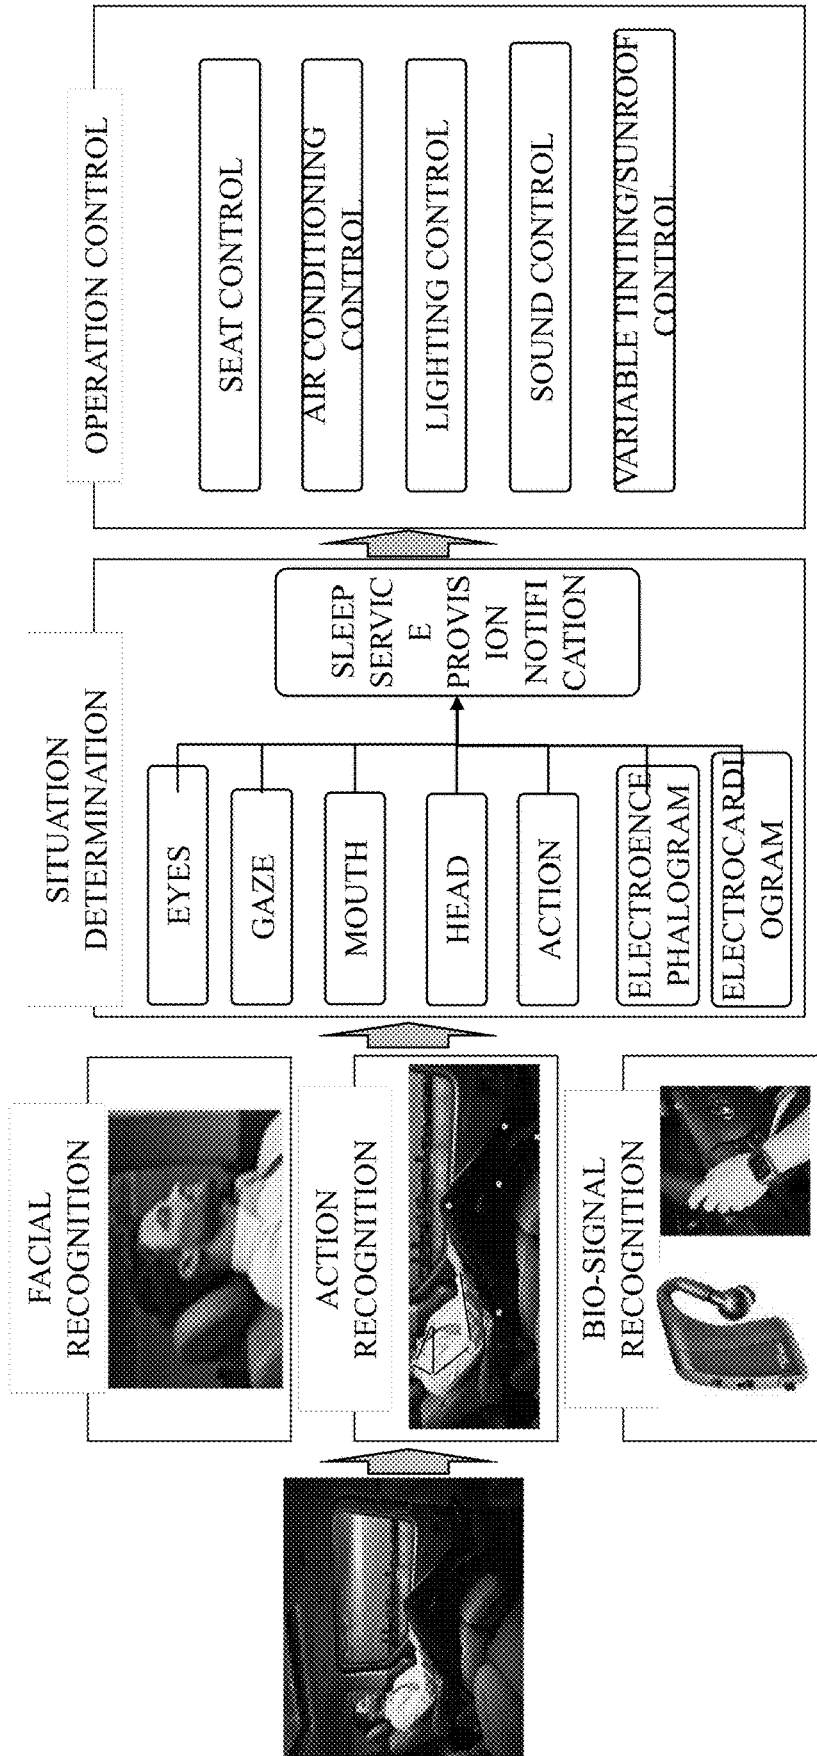 FACIAL
RECOGNITION
ACTION
RECOGNITION
BIO-SIGNAL
RECOGNITION
SITUATION
DETERMINATION
EYES
GAZE
MOUTH
HEAD
ACTION
ELECTROENCE
PHALOGRAM
ELECTROCARDI
OGRAM
SLEEP
SERVIC
E
PROVIS
ION
NOTIFI
CATION
OPERATION CONTROL
SEAT CONTROL
AIR CONDITIONING
CONTROL
LIGHTING CONTROL
SOUND CONTROL
VARIABLE TINTING/SUNROOF
CONTROL